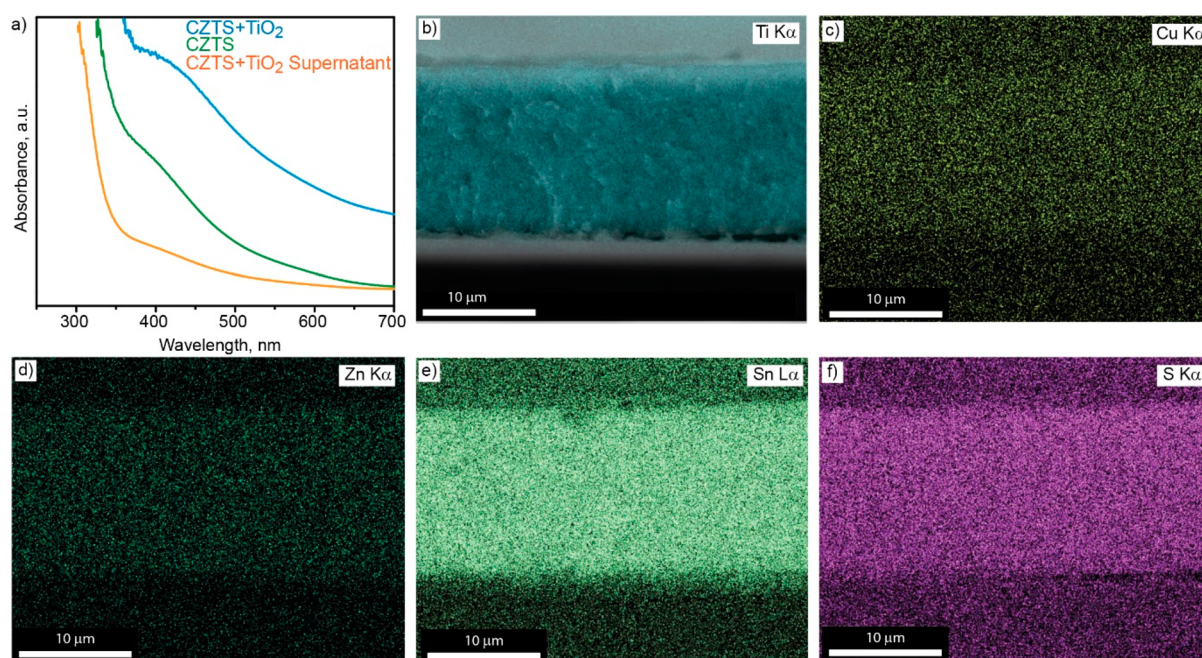 a)
CZTS+TiO₂
CZTS
CZTS+TiO₂ Supernatant
Absorbance, a.u.
300 400 500 600 700
Wavelength, nm
b)
Ti Kα
10 μm
c)
Cu Kα
10 μm
d)
Zn Kα
10 μm
e)
Sn Lα
10 μm
f)
S Kα
10 μm